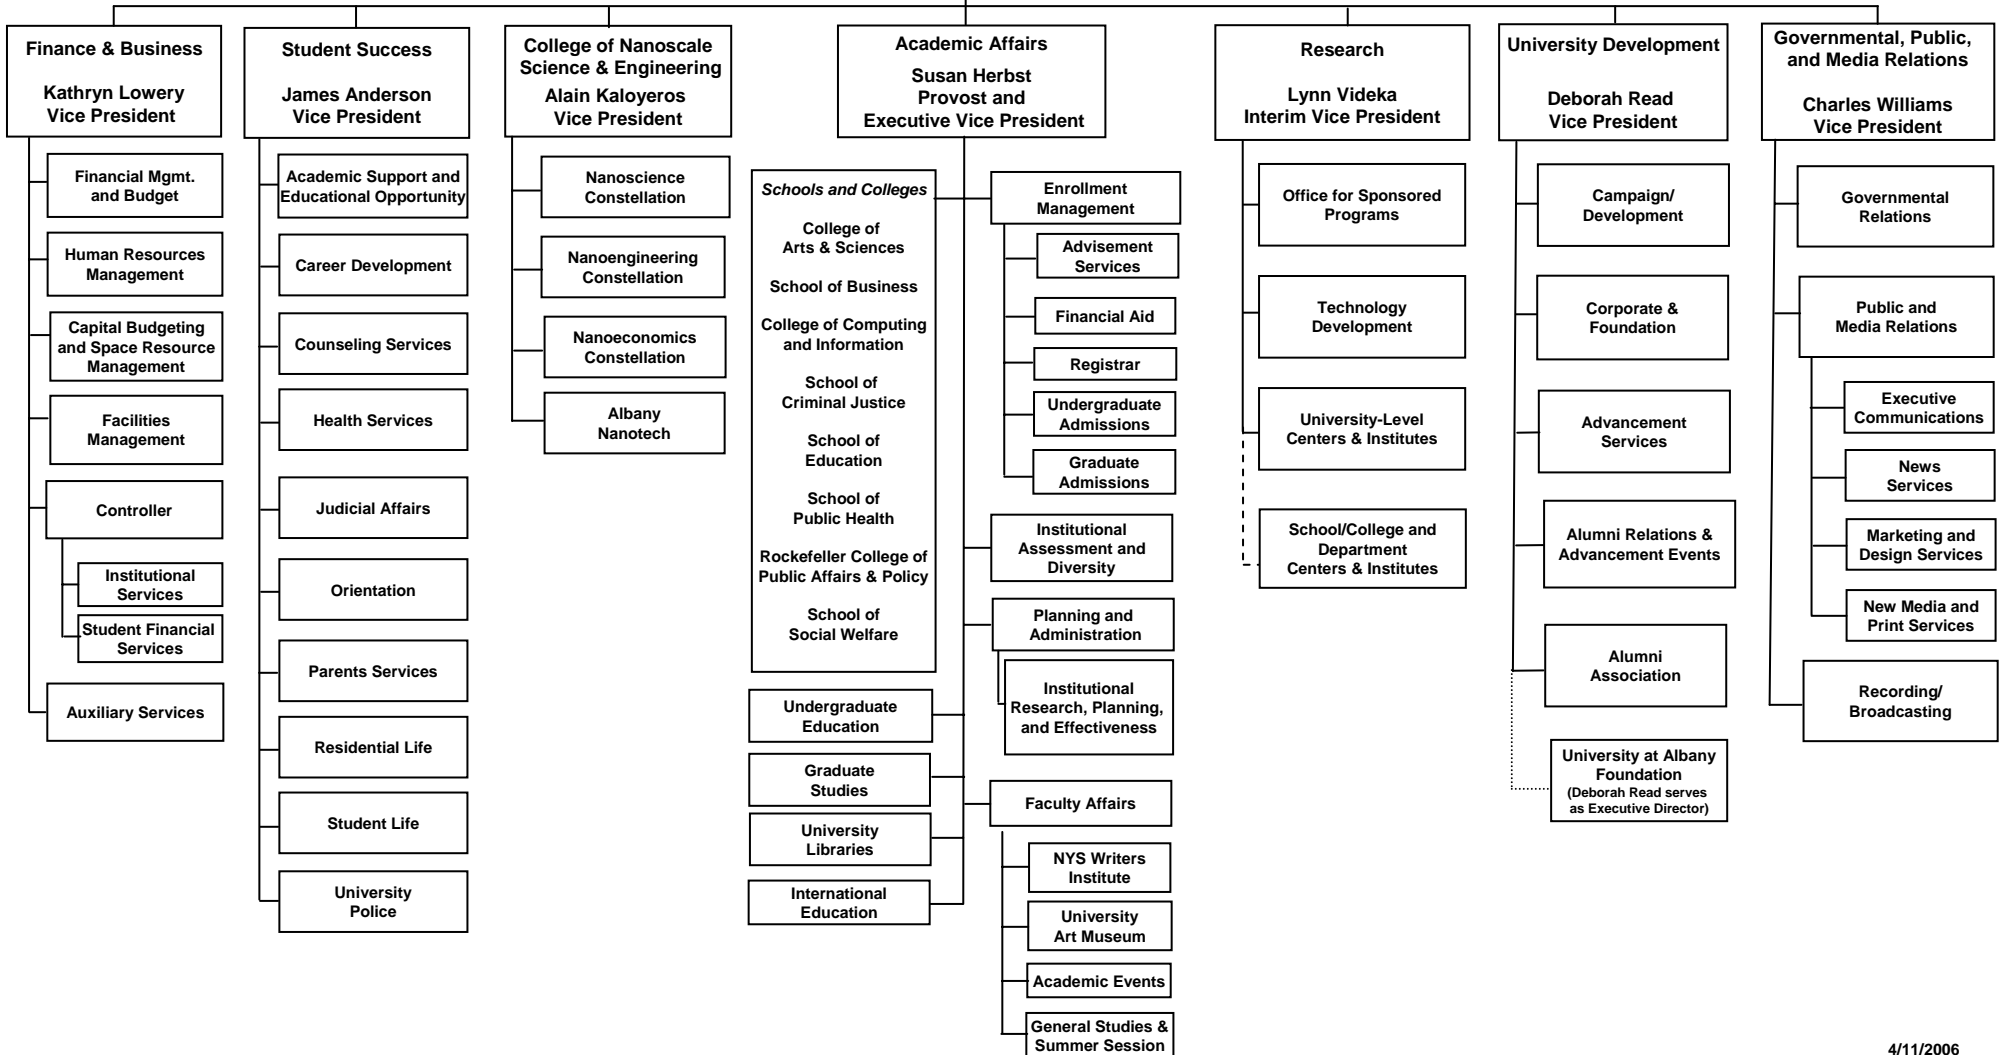 Finance & Business
Kathryn Lowery
Vice President
Financial Mgmt.
and Budget
Human Resources
Management
Capital Budgeting
and Space Resource
Management
Facilities
Management
Controller
Institutional
Services
Student Financial
Services
Auxiliary Services
Student Success
James Anderson
Vice President
Academic Support and
Educational Opportunity
Career Development
Counseling Services
Health Services
Judicial Affairs
Orientation
Parents Services
Residential Life
Student Life
University
Police
College of Nanoscale
Science & Engineering
Alain Kaloyeros
Vice President
Nanoscience
Constellation
Nanoengineering
Constellation
Nanoeconomics
Constellation
Albany
Nanotech
Academic Affairs
Susan Herbst
Provost and
Executive Vice President
Schools and Colleges
College of
Arts & Sciences
School of Business
College of Computing
and Information
School of
Criminal Justice
School of
Education
School of
Public Health
Rockefeller College of
Public Affairs & Policy
School of
Social Welfare
Undergraduate
Education
Graduate
Studies
University
Libraries
International
Education
Enrollment
Management
Advisement
Services
Financial Aid
Registrar
Undergraduate
Admissions
Graduate
Admissions
Institutional
Assessment and
Diversity
Planning and
Administration
Institutional
Research, Planning,
and Effectiveness
Faculty Affairs
NYS Writers
Institute
University
Art Museum
Academic Events
General Studies &
Summer Session
Research
Lynn Videka
Interim Vice President
Office for Sponsored
Programs
Technology
Development
University-Level
Centers & Institutes
School/College and
Department
Centers & Institutes
University Development
Deborah Read
Vice President
Campaign/
Development
Corporate &
Foundation
Advancement
Services
Alumni Relations &
Advancement Events
Alumni
Association
University at Albany
Foundation
(Deborah Read serves
as Executive Director)
Governmental, Public,
and Media Relations
Charles Williams
Vice President
Governmental
Relations
Public and
Media Relations
Executive
Communications
News
Services
Marketing and
Design Services
New Media and
Print Services
Recording/
Broadcasting
4/11/2006